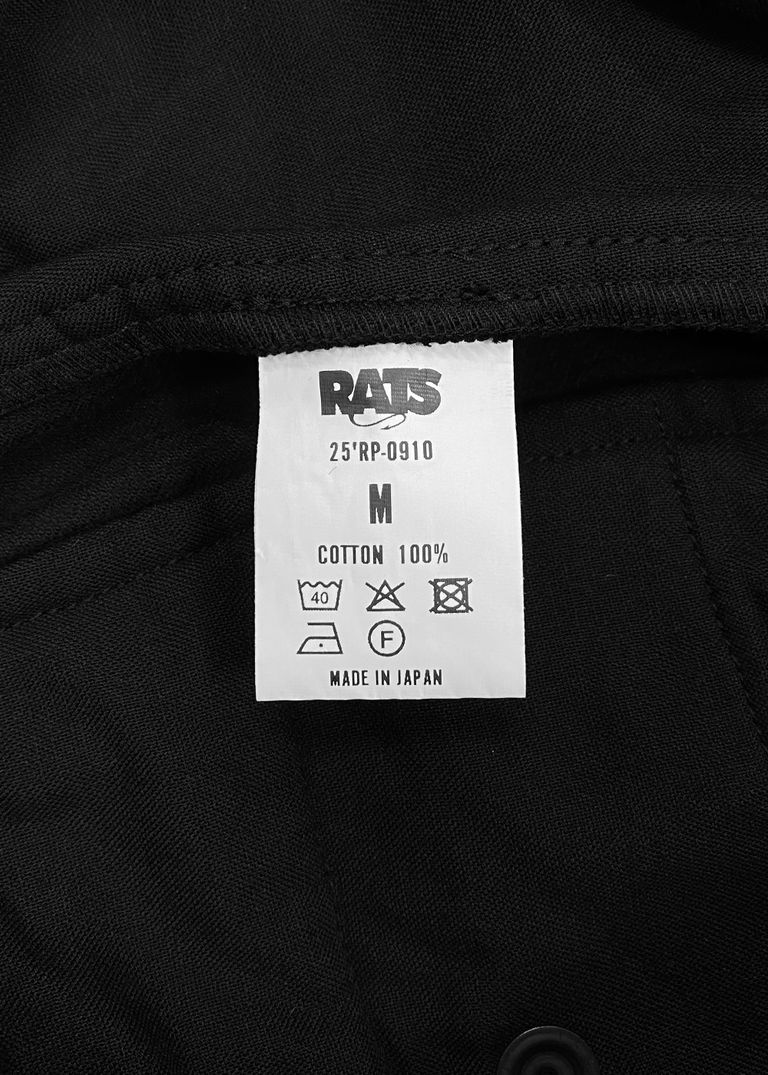 RATS
25'RP-0910
M
COTTON 100%
40
F
MADE IN JAPAN